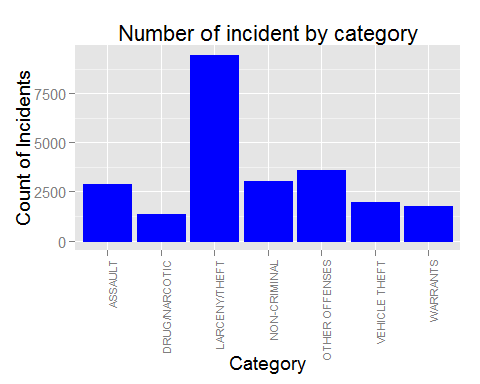 Number of incident by category
Count of Incidents
7500
5000
2500
0
ASSAULT
DRUG/NARCOTIC
LARCENY/THEFT
NON-CRIMINAL
OTHER OFFENSES
VEHICLE THEFT
WARRANTS
Category